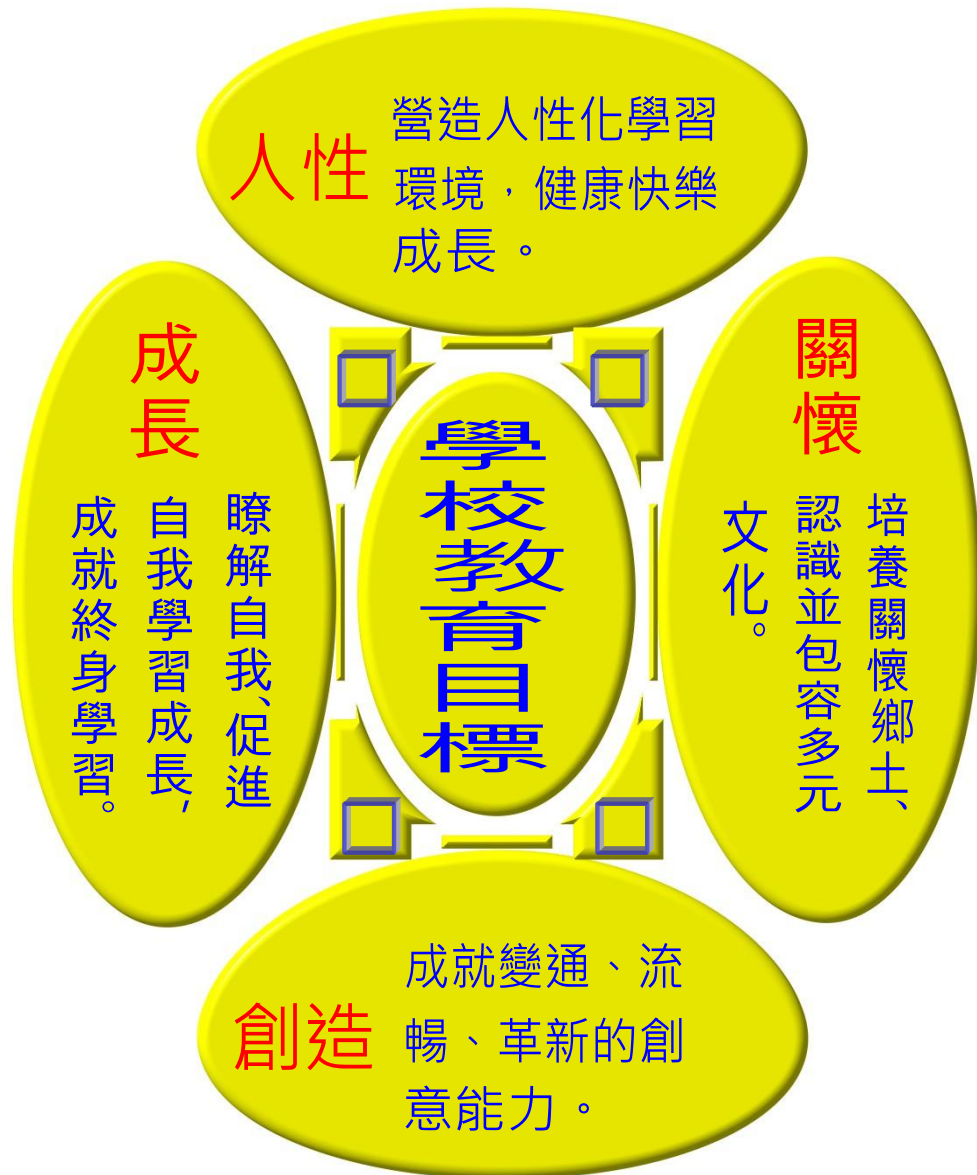 人性
營造人性化學習
環境，健康快樂
成長。
成長
瞭解自我、促進
自我學習成長，
成就終身學習。
學校教育目標
關懷
培養關懷鄉土、
認識並包容多元
文化。
創造
成就變通、流
暢、革新的創
意能力。